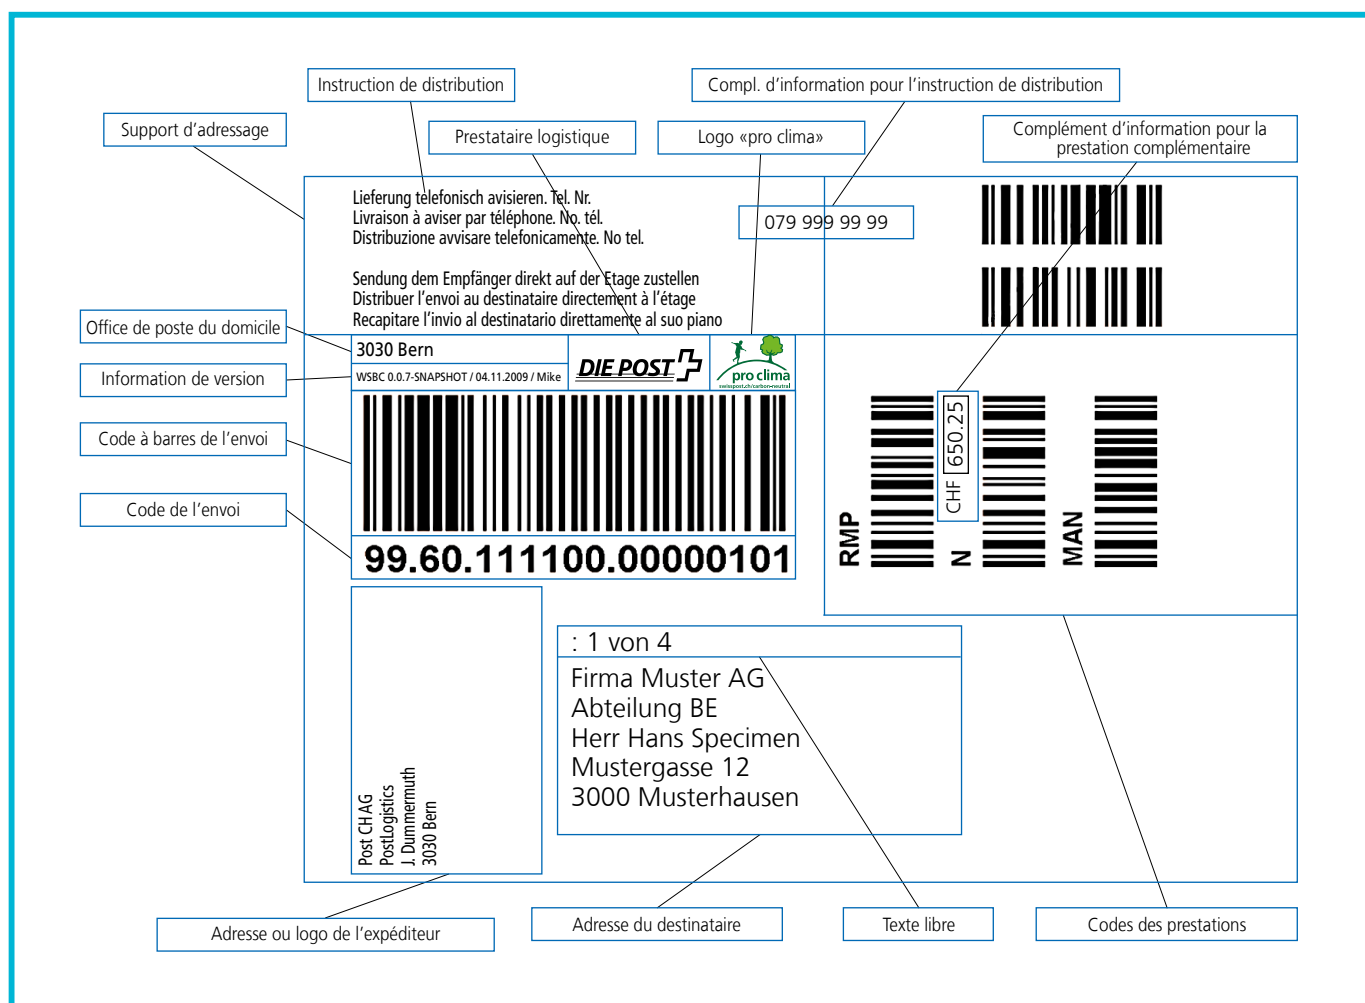 Instruction de distribution
Compl. d'information pour l'instruction de distribution
Support d'adressage
Prestataire logistique
Logo «pro clima»
Complément d'information pour la
prestation complémentaire
Lieferung telefonisch avisieren. Tel. Nr.
Livraison à aviser par téléphone. No. tél.
Distribuzione avvisare telefonicamente. No tel.
079 999 99 99
Sendung dem Empfänger direkt auf der Etage zustellen
Distribuer l'envoi au destinataire directement à l'étage
Recapitare l'invio al destinatario direttamente al suo piano
Office de poste du domicile
3030 Bern
DIE POST
pro clima
swisspost.ch/carbon-neutral
Information de version
WSBC 0.0.7-SNAPSHOT / 04.11.2009 / Mike
Code à barres de l'envoi
Code de l'envoi
99.60.111100.00000101
RMP
CHF 650.25
N
MAN
: 1 von 4
Firma Muster AG
Abteilung BE
Herr Hans Specimen
Mustergasse 12
3000 Musterhausen
Post CH AG
PostLogistics
J. Dummermuth
3030 Bern
Adresse ou logo de l'expéditeur
Adresse du destinataire
Texte libre
Codes des prestations